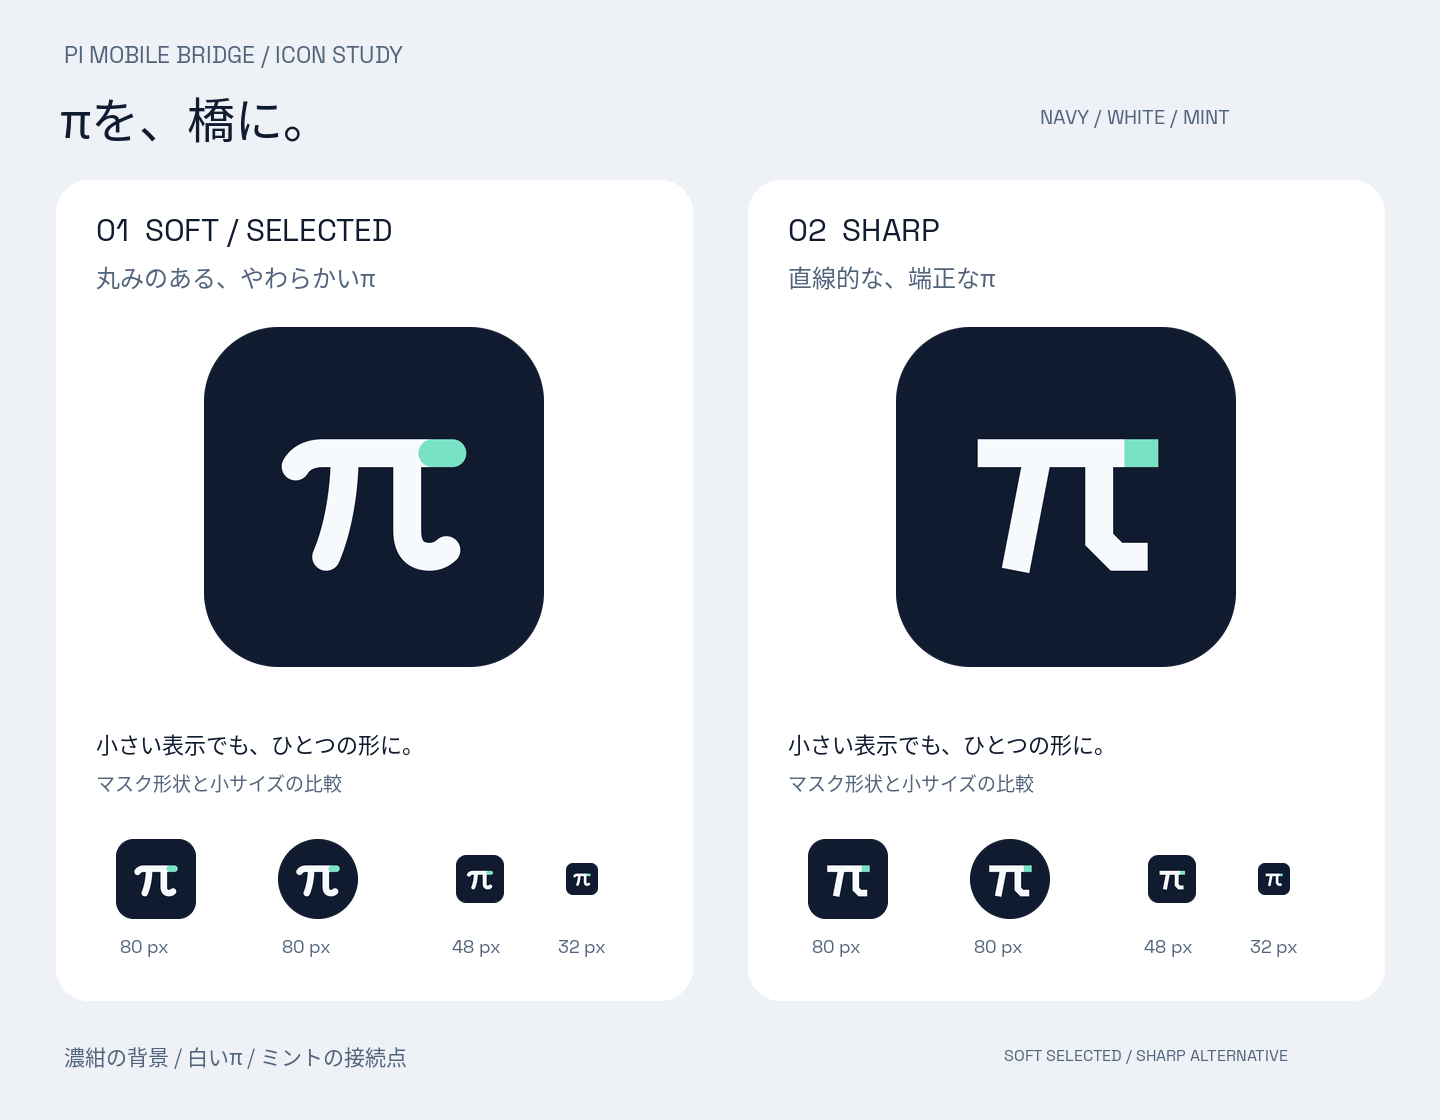 PI MOBILE BRIDGE / ICON STUDY
πを、橋に。
NAVY / WHITE / MINT
01 SOFT / SELECTED
丸みのある、やわらかいπ
π
小さい表示でも、ひとつの形に。
マスク形状と小サイズの比較
π π π π
80 px 80 px 48 px 32 px
02 SHARP
直線的な、端正なπ
π
小さい表示でも、ひとつの形に。
マスク形状と小サイズの比較
π π π π
80 px 80 px 48 px 32 px
濃紺の背景 / 白いπ / ミントの接続点
SOFT SELECTED / SHARP ALTERNATIVE